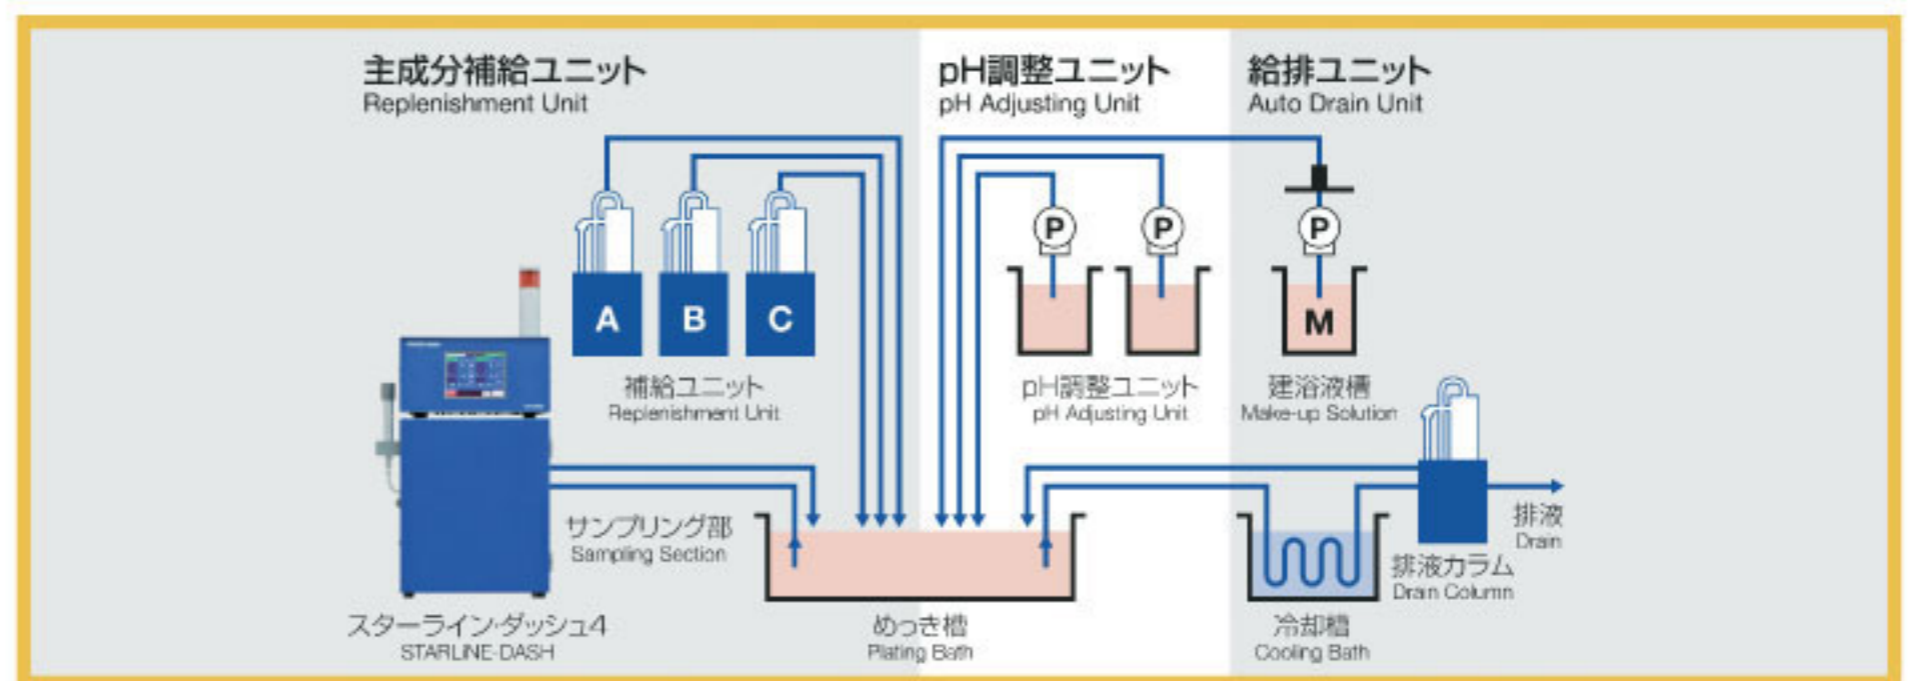 主成分補給ユニット
Replenishment Unit
pH調整ユニット
pH Adjusting Unit
給排ユニット
Auto Drain Unit
P
P
P
A
B
C
M
補給ユニット
Replenishment Unit
pH調整ユニット
pH Adjusting Unit
建浴液槽
Make-up Solution
サンプリング部
Sampling Section
排液
Drain
排液カラム
Drain Column
スターライン・ダッシュ4
STARLINE-DASH
めっき槽
Plating Bath
冷却槽
Cooling Bath